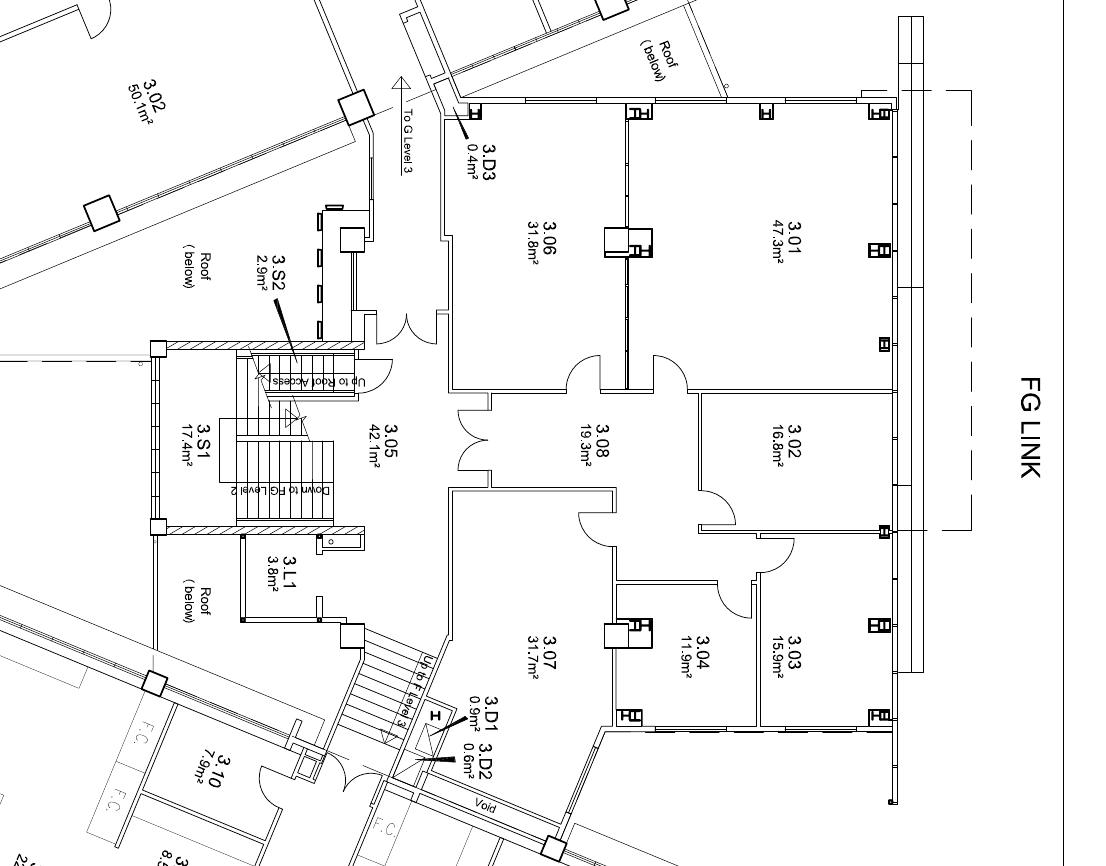 3.02
50.1m²
To G Level 3
Roof
( below)
3.D3
0.4m²
3.06
31.8m²
3.01
47.3m²
Roof
( below)
3.S2
2.9m²
Up to Roof Access
3.S1
17.4m²
Down to FG Level 2
3.05
42.1m²
3.08
19.3m²
3.02
16.8m²
FG LINK
Roof
( below)
3.L1
3.8m²
Up to F Level 3
3.07
31.7m²
3.04
11.9m²
3.03
15.9m²
3.D1
0.9m²
3.D2
0.6m²
Void
F.C.
F.C.
F.C.
3.10
7.9m²